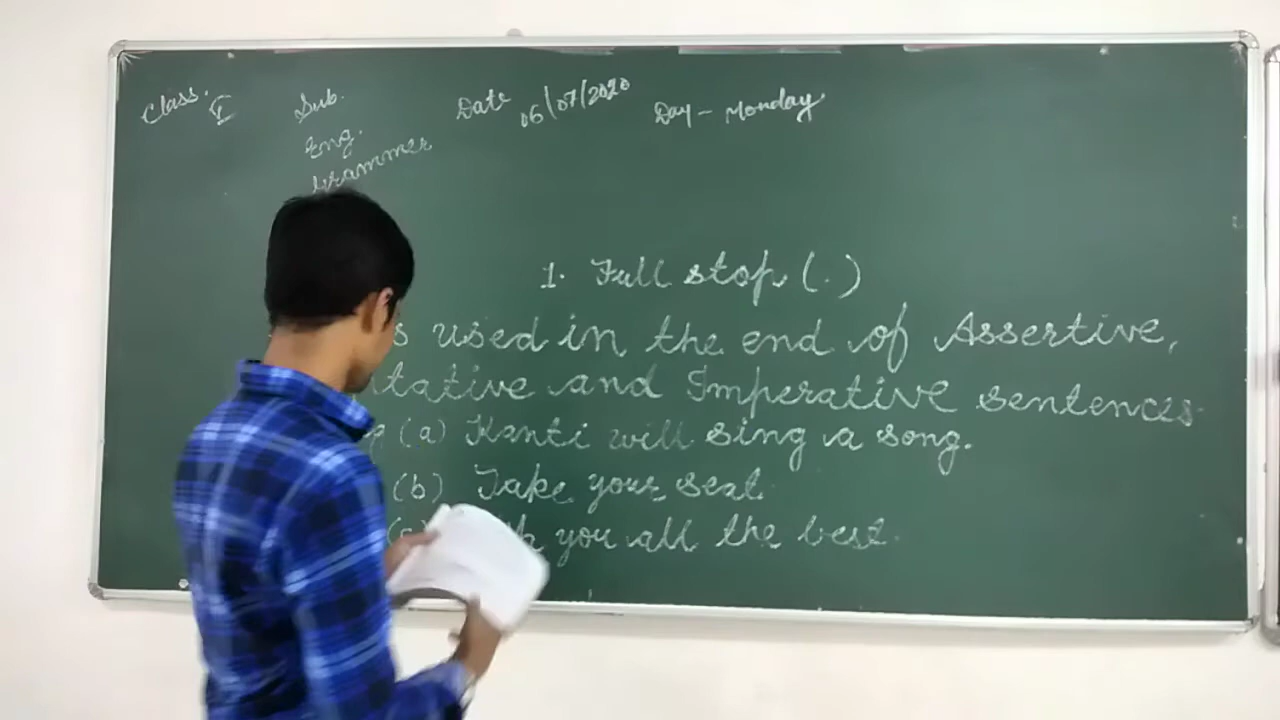 Class. I Sub. Date 06/07/2020 Day - Monday.
Eng.
Grammer
1. Full stop (.)
s used in the end of Assertive,
tative and Imperative sentences.
(a) Kanti will sing a song.
(b) Take your seat.
you all the best.